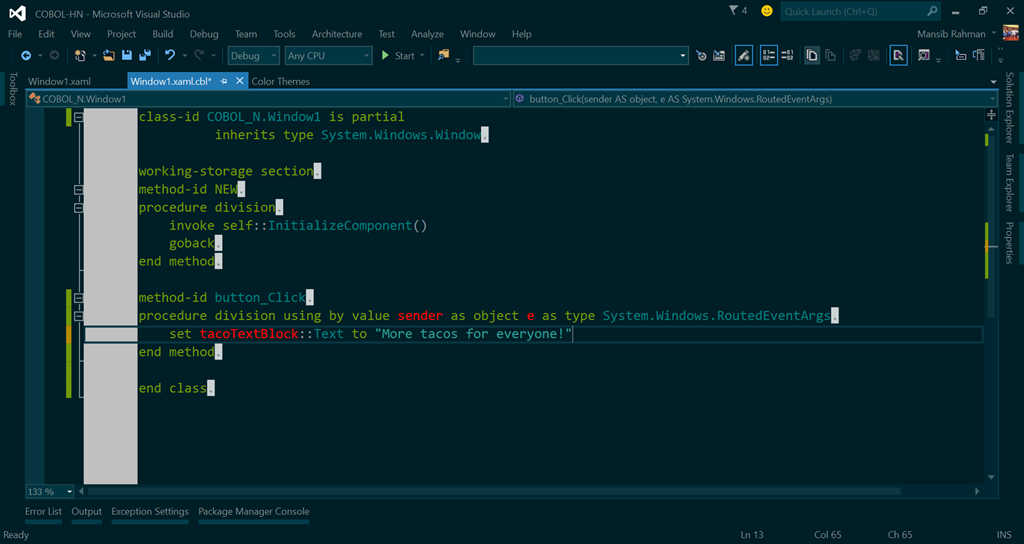 COBOL-HN - Microsoft Visual Studio
4
Quick Launch (Ctrl+Q)
File Edit View Project Build Debug Team Tools Architecture Test Analyze Window Help
Mansib Rahman
Debug
Any CPU
Start
Toolbox
Window1.xaml
Window1.xaml.cbl*
Color Themes
COBOL_N.Window1
button_Click(sender AS object, e AS System.Windows.RoutedEventArgs)
class-id COBOL_N.Window1 is partial
inherits type System.Windows.Window.
working-storage section.
method-id NEW.
procedure division.
invoke self::InitializeComponent()
goback.
end method.
method-id button_Click.
procedure division using by value sender as object e as type System.Windows.RoutedEventArgs.
set tacoTextBlock::Text to "More tacos for everyone!"
end method.
end class.
Solution Explorer
Team Explorer
Properties
133 %
Error List Output Exception Settings Package Manager Console
Ready
Ln 13
Col 65
Ch 65
INS